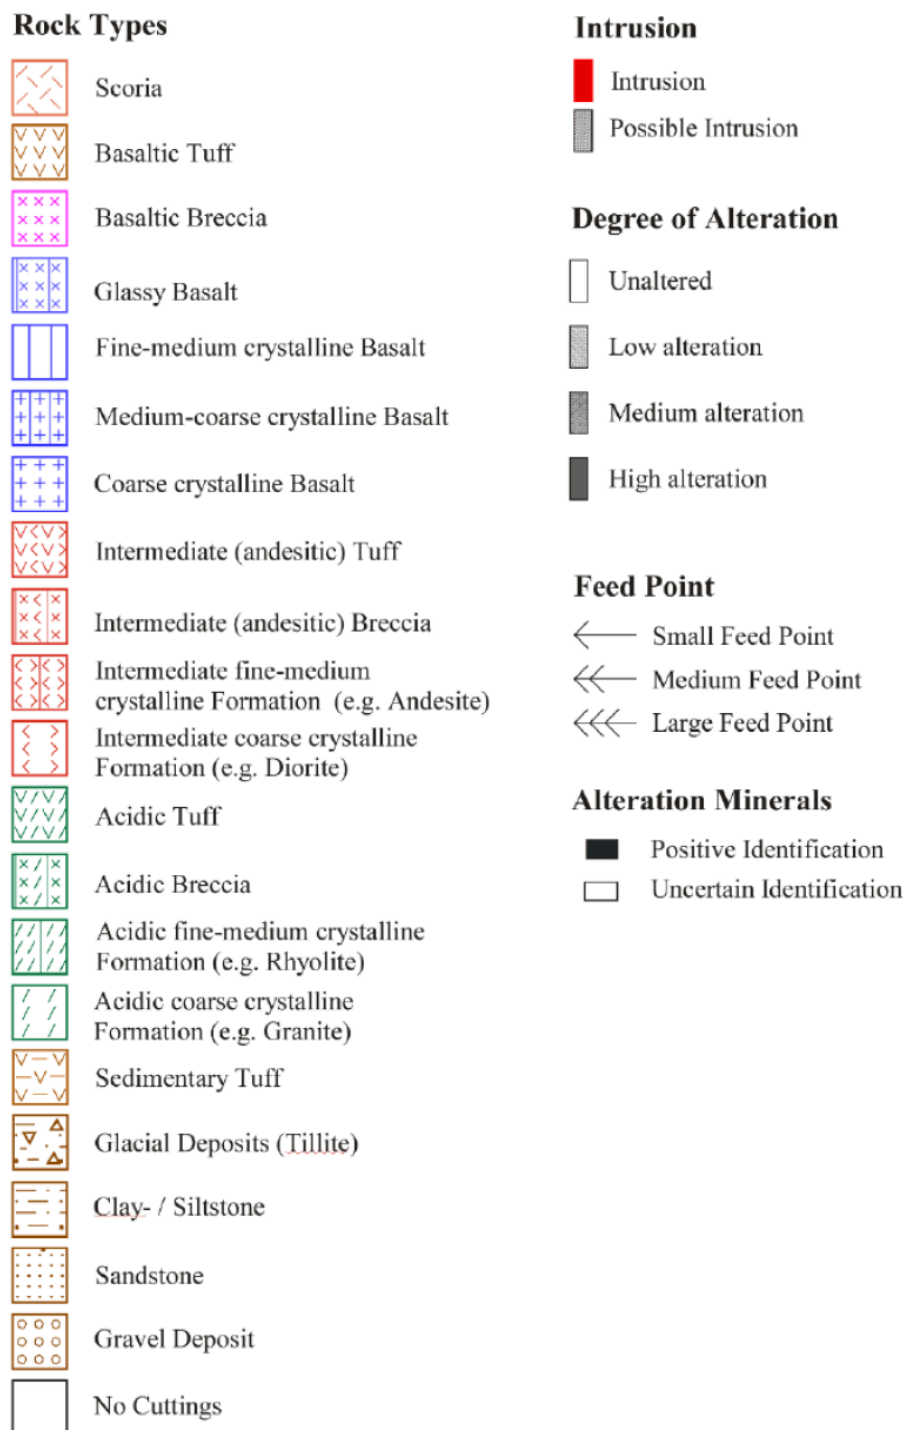 Rock Types
Scoria
Basaltic Tuff
Basaltic Breccia
Glassy Basalt
Fine-medium crystalline Basalt
Medium-coarse crystalline Basalt
Coarse crystalline Basalt
Intermediate (andesitic) Tuff
Intermediate (andesitic) Breccia
Intermediate fine-medium
crystalline Formation (e.g. Andesite)
Intermediate coarse crystalline
Formation (e.g. Diorite)
Acidic Tuff
Acidic Breccia
Acidic fine-medium crystalline
Formation (e.g. Rhyolite)
Acidic coarse crystalline
Formation (e.g. Granite)
Sedimentary Tuff
Glacial Deposits (Tillite)
Clay- / Siltstone
Sandstone
Gravel Deposit
No Cuttings
Intrusion
Intrusion
Possible Intrusion
Degree of Alteration
Unaltered
Low alteration
Medium alteration
High alteration
Feed Point
Small Feed Point
Medium Feed Point
Large Feed Point
Alteration Minerals
Positive Identification
Uncertain Identification